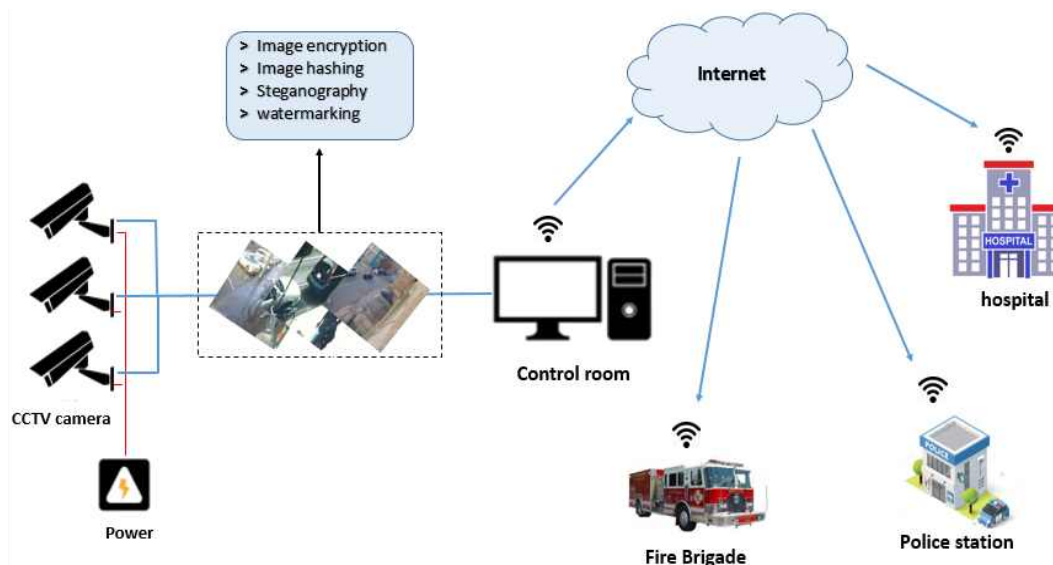 > Image encryption
> Image hashing
> Steganography
> watermarking
Internet
HOSPITAL
hospital
Control room
CCTV camera
Power
Fire Brigade
POLICE
Police station